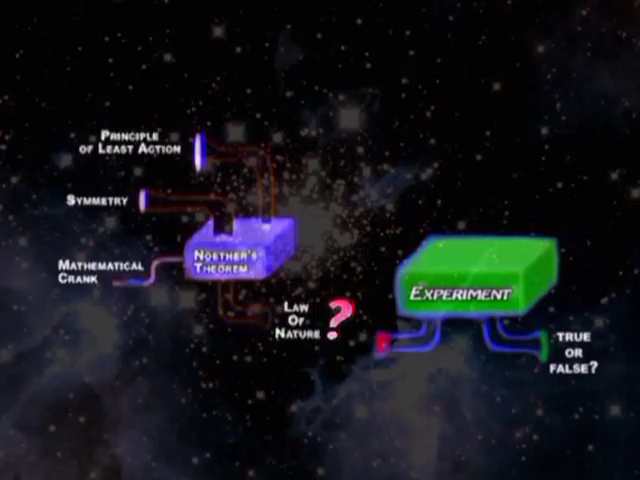 PRINCIPLE
OF LEAST ACTION
SYMMETRY
MATHEMATICAL
CRANK
NOETHER'S
THEOREM
LAW
OF
NATURE ?
EXPERIMENT
TRUE
OR
FALSE?